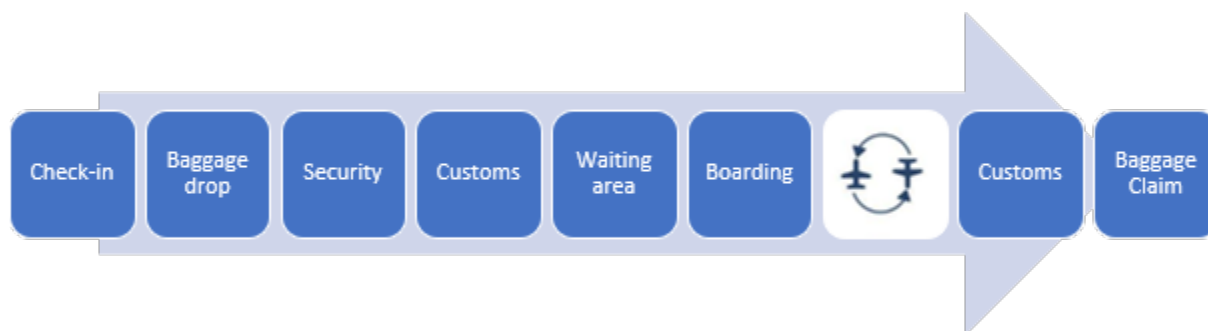 Check-in
Baggage
drop
Security
Customs
Waiting
area
Boarding
Customs
Baggage
Claim